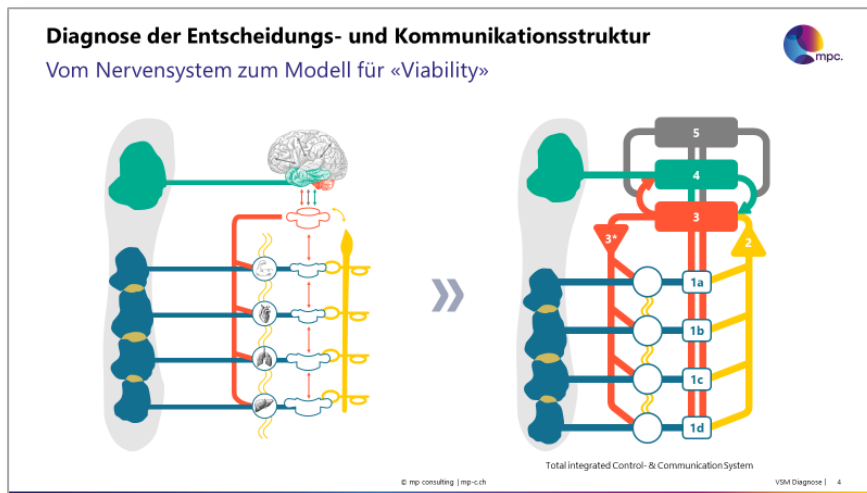 Diagnose der Entscheidungs- und Kommunikationsstruktur
Vom Nervensystem zum Modell für «Viability»
mpc.
5
4
3
3*
2
1a
1b
1c
1d
Total integrated Control- & Communication System
© mp consulting | mp-c.ch
VSM Diagnose | 4